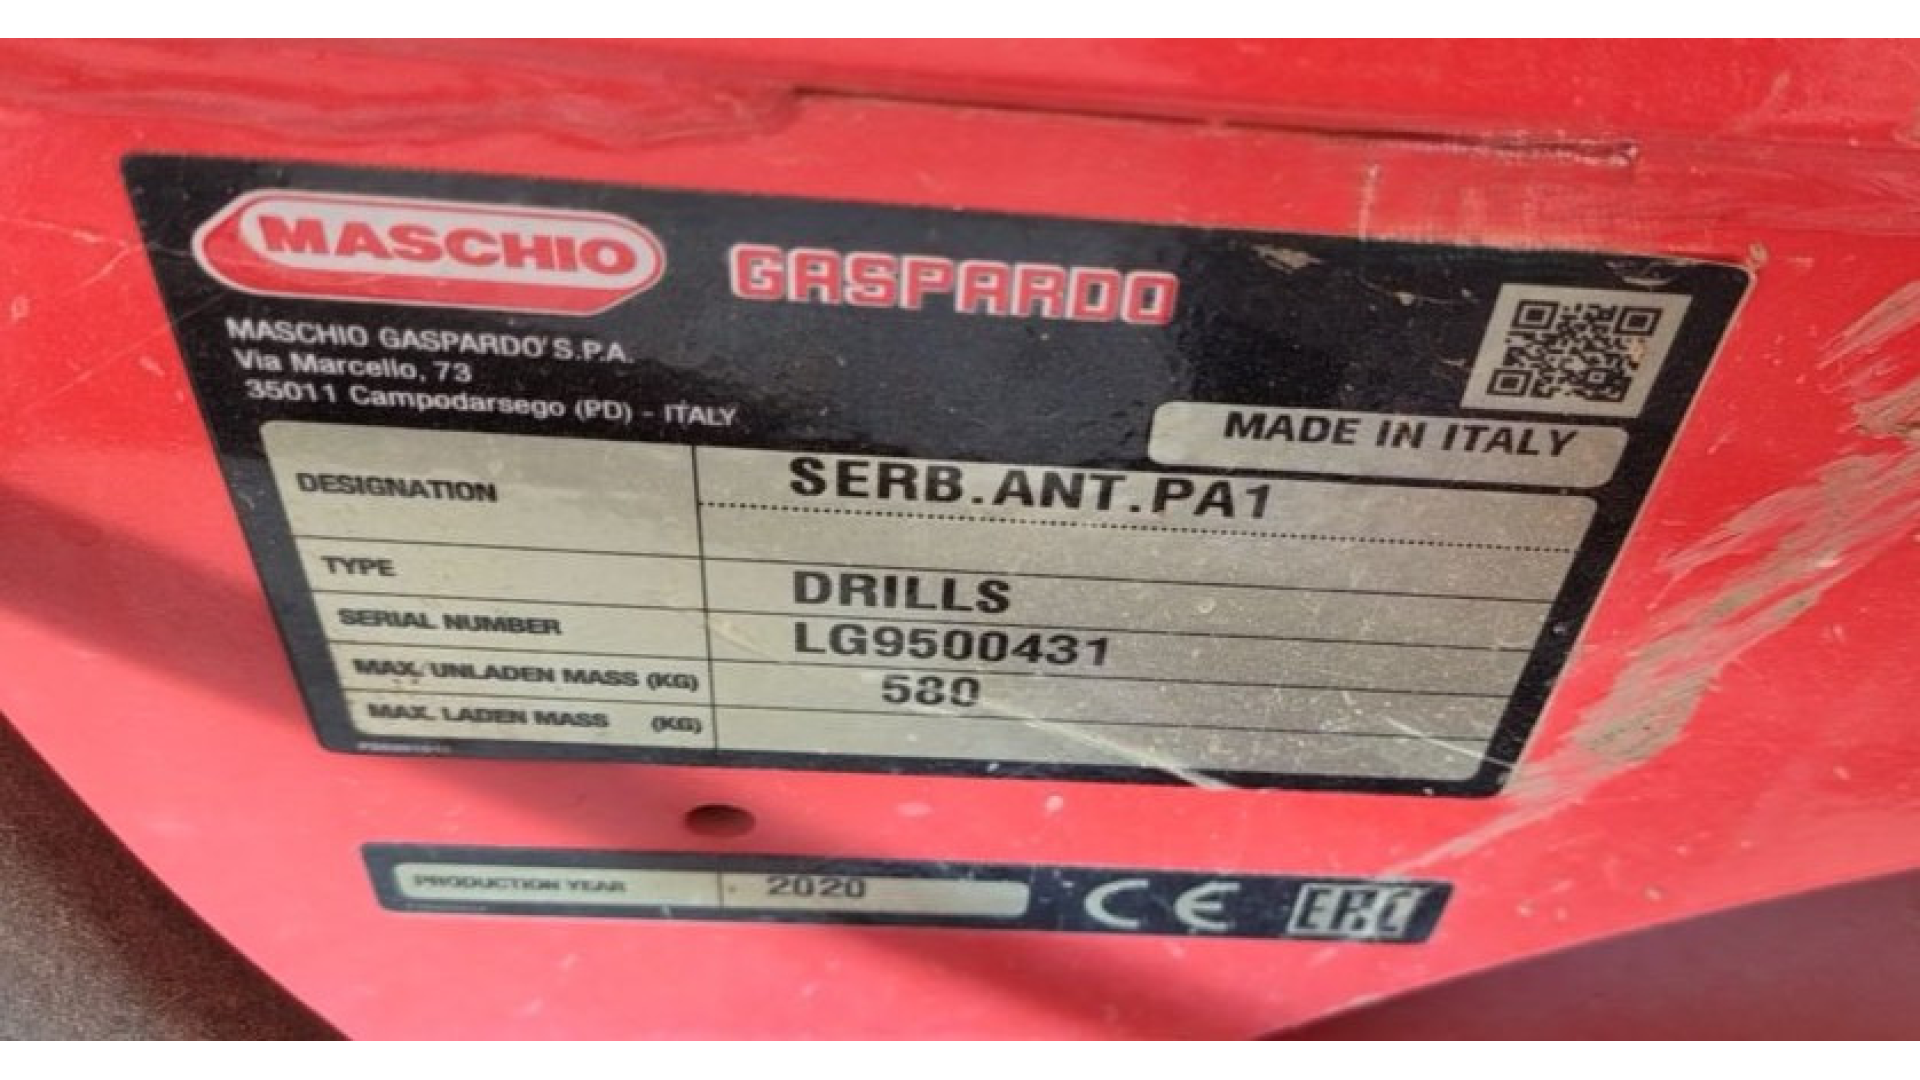 MASCHIO GASPARDO
MASCHIO GASPARDO S.P.A.
Via Marcello, 73
35011 Campodarsego (PD) - ITALY
MADE IN ITALY
DESIGNATION SERB.ANT.PA1
TYPE DRILLS
SERIAL NUMBER LG9500431
MAX. UNLADEN MASS (KG) 580
MAX. LADEN MASS (KG)
PRODUCTION YEAR 2020
CE EAC